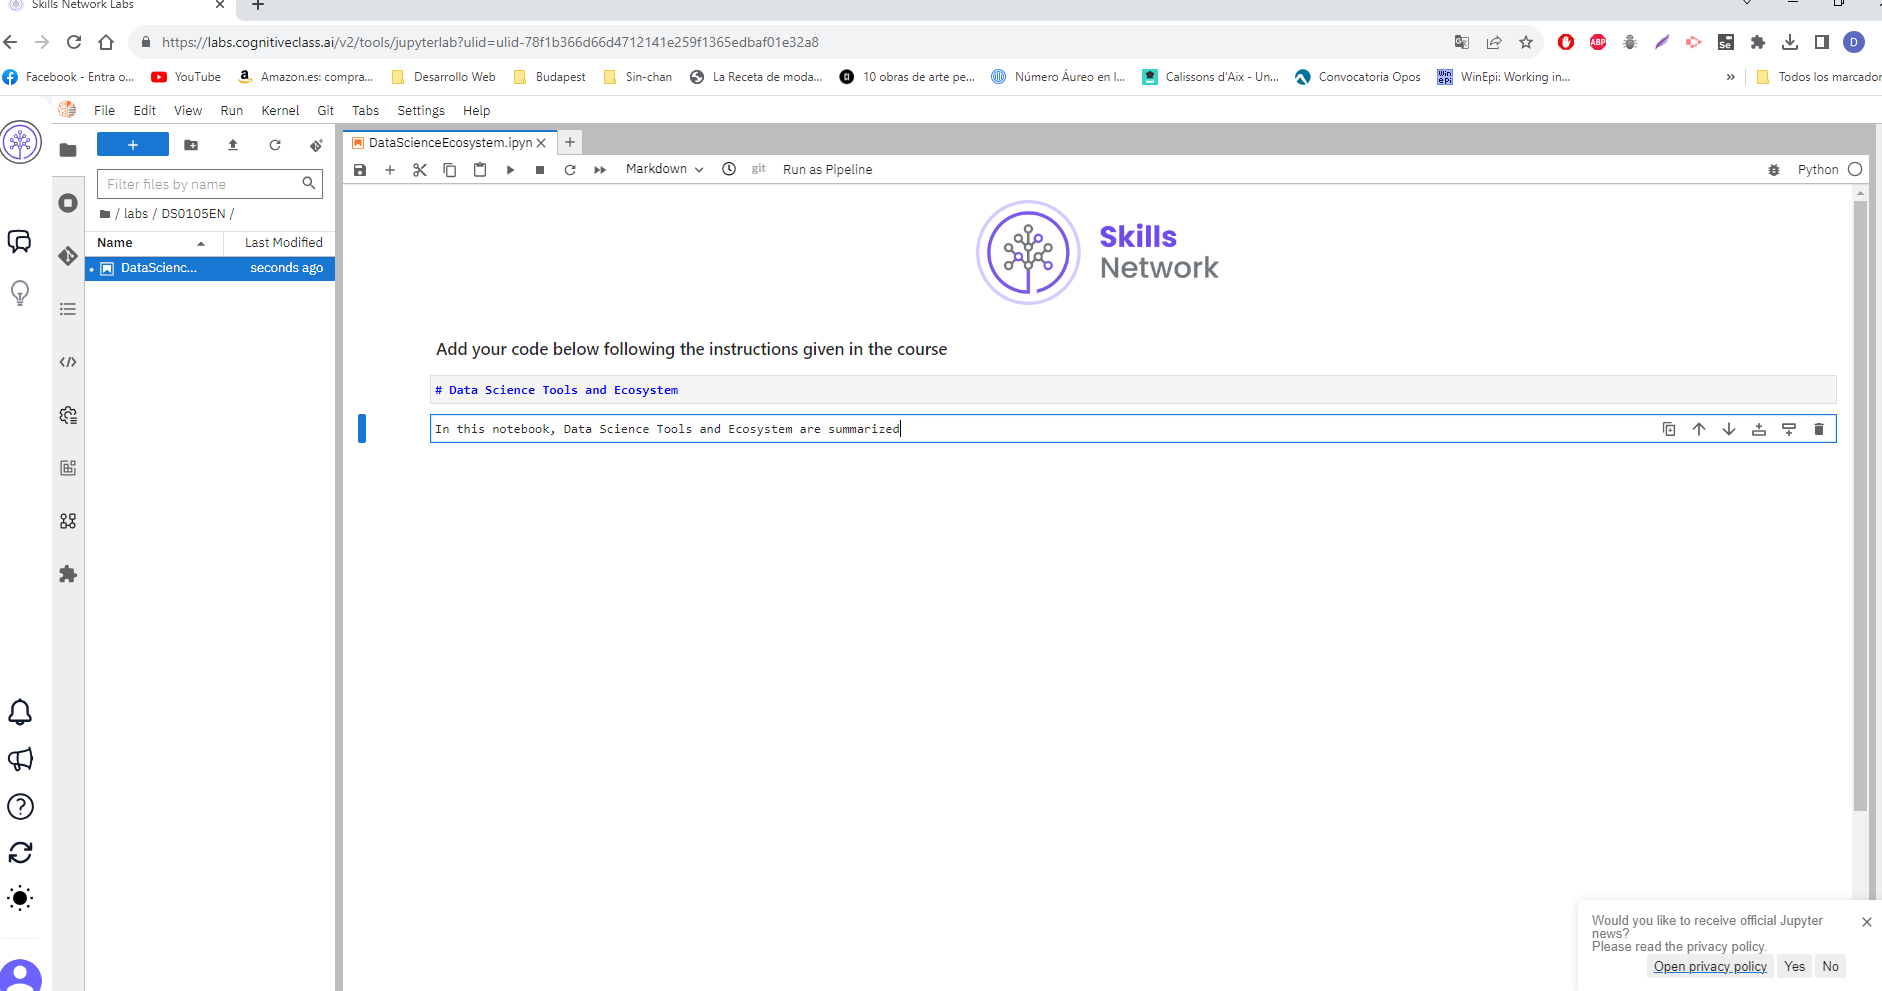 Skills Network Labs
https://labs.cognitiveclass.ai/v2/tools/jupyterlab?ulid=ulid-78f1b366d66d4712141e259f1365edbaf01e32a8
ABP
Se
D
Facebook - Entra o...
YouTube
Amazon.es: compra...
Desarrollo Web
Budapest
Sin-chan
La Receta de moda...
10 obras de arte pe...
Número Áureo en l...
Calissons d'Aix - Un...
Convocatoria Opos
WinEpi: Working in...
»
Todos los marcador
File Edit View Run Kernel Git Tabs Settings Help
DataScienceEcosystem.ipyn
Filter files by name
Markdown
git
Run as Pipeline
Python
/ labs / DS0105EN /
Name
Last Modified
DataScienc...
seconds ago
Skills
Network
Add your code below following the instructions given in the course
# Data Science Tools and Ecosystem
In this notebook, Data Science Tools and Ecosystem are summarized
Would you like to receive official Jupyter
news?
Please read the privacy policy.
Open privacy policy
Yes
No